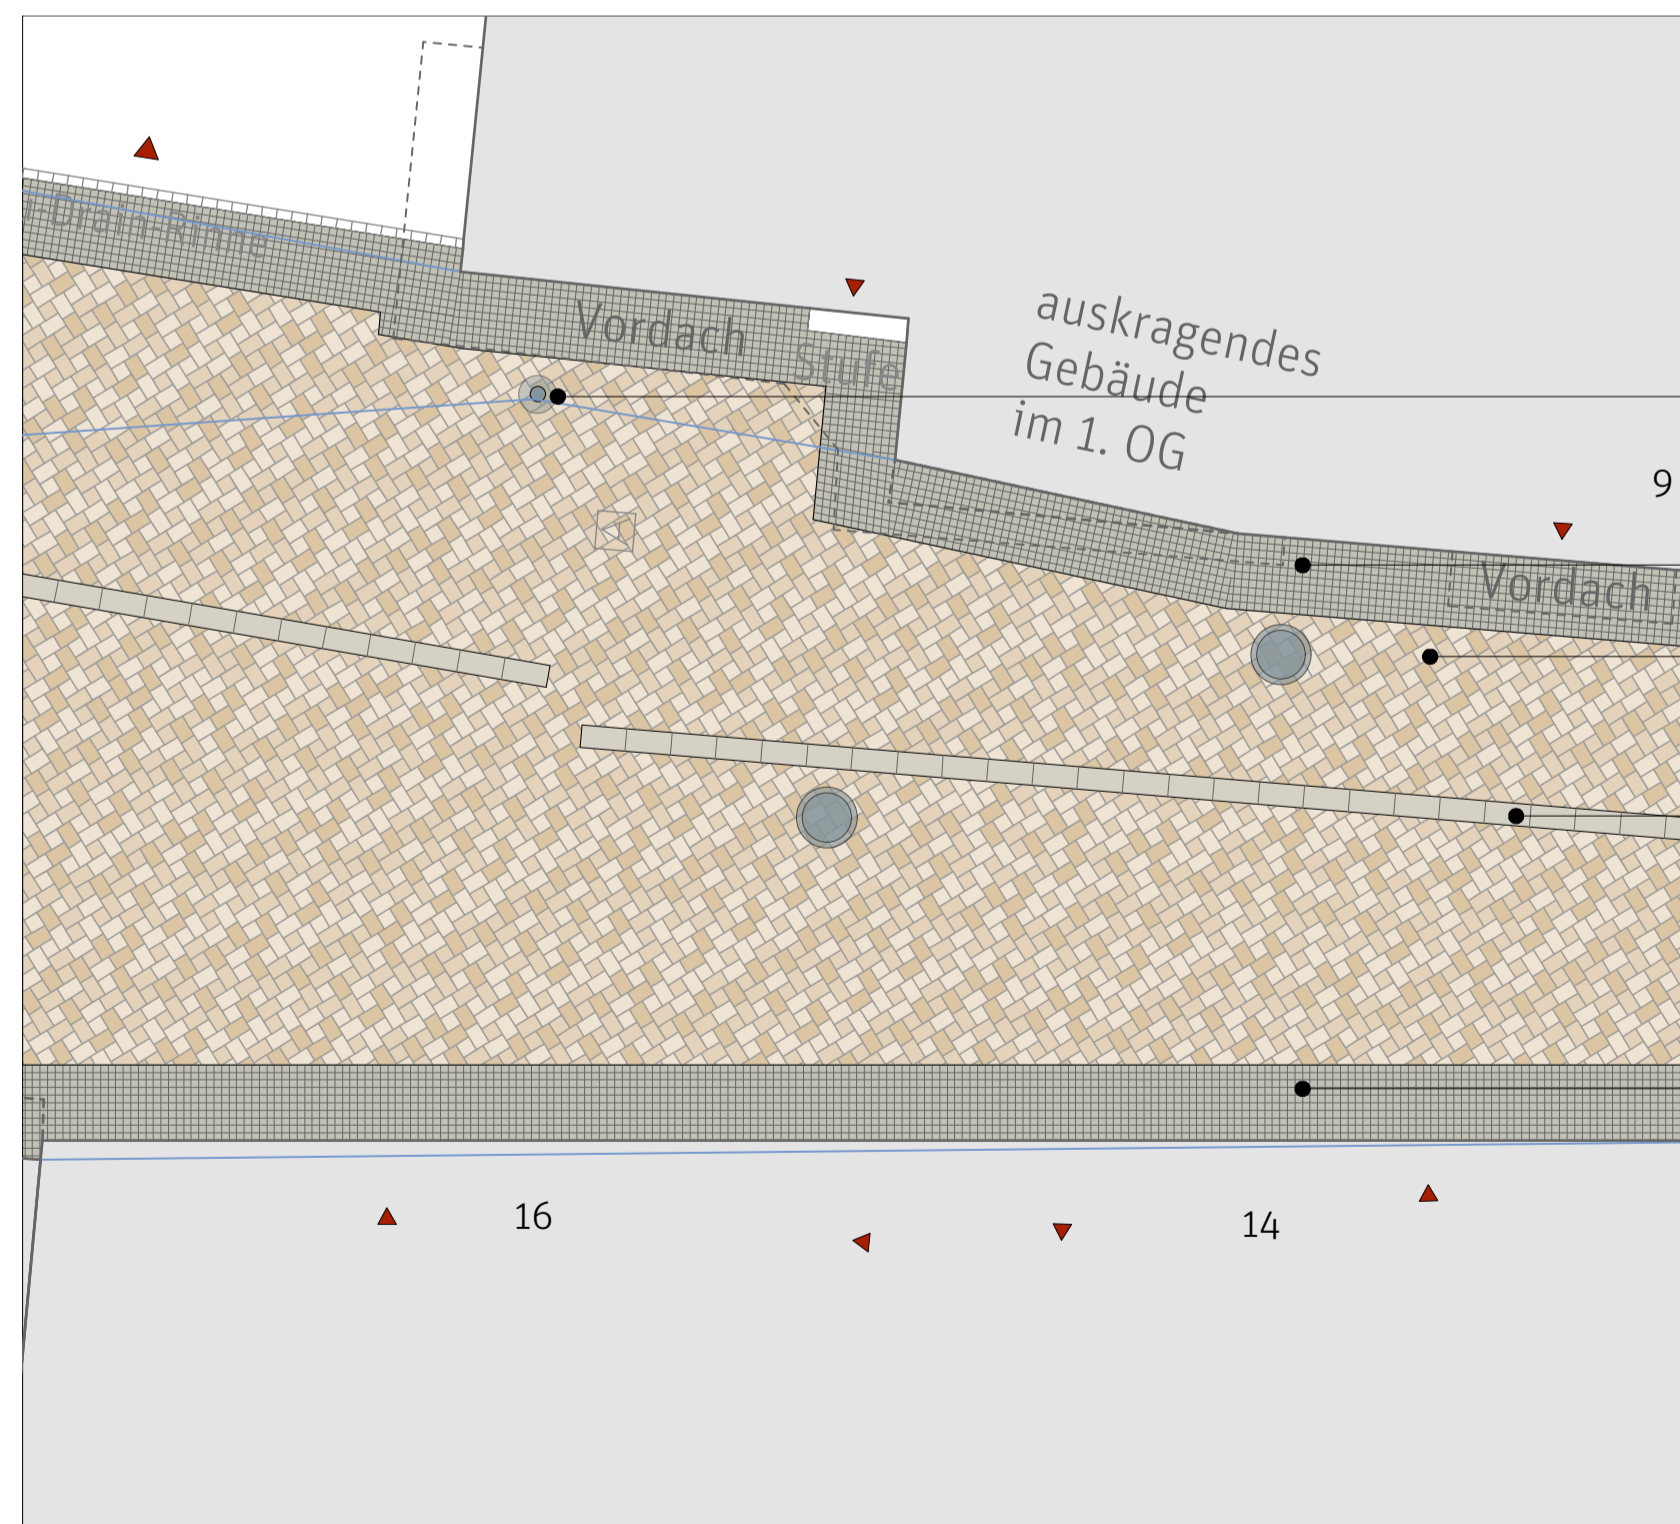 Drain-Rinne
Vordach
Stufe
auskragendes
Gebäude
im 1. OG
9
Vordach
16
14